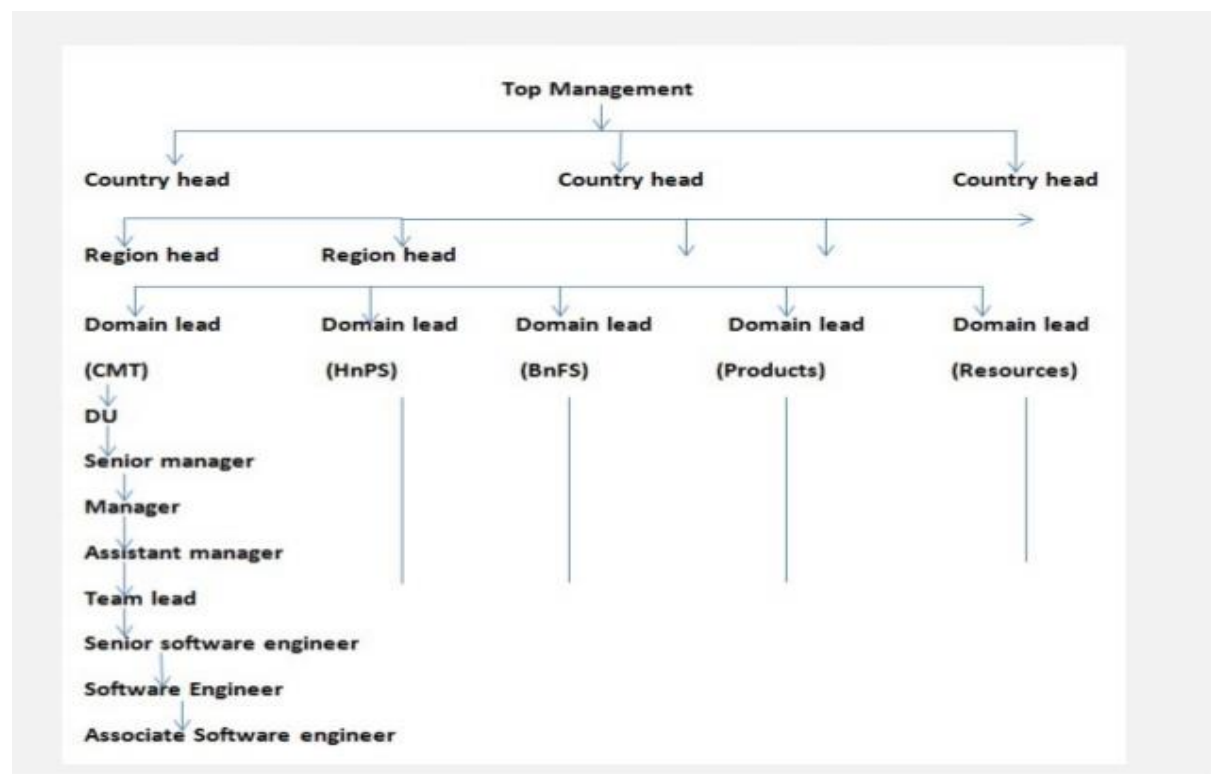 Top Management
Country head Country head Country head
Region head Region head
Domain lead Domain lead Domain lead Domain lead Domain lead
(CMT) (HnPS) (BnFS) (Products) (Resources)
DU
Senior manager
Manager
Assistant manager
Team lead
Senior software engineer
Software Engineer
Associate Software engineer